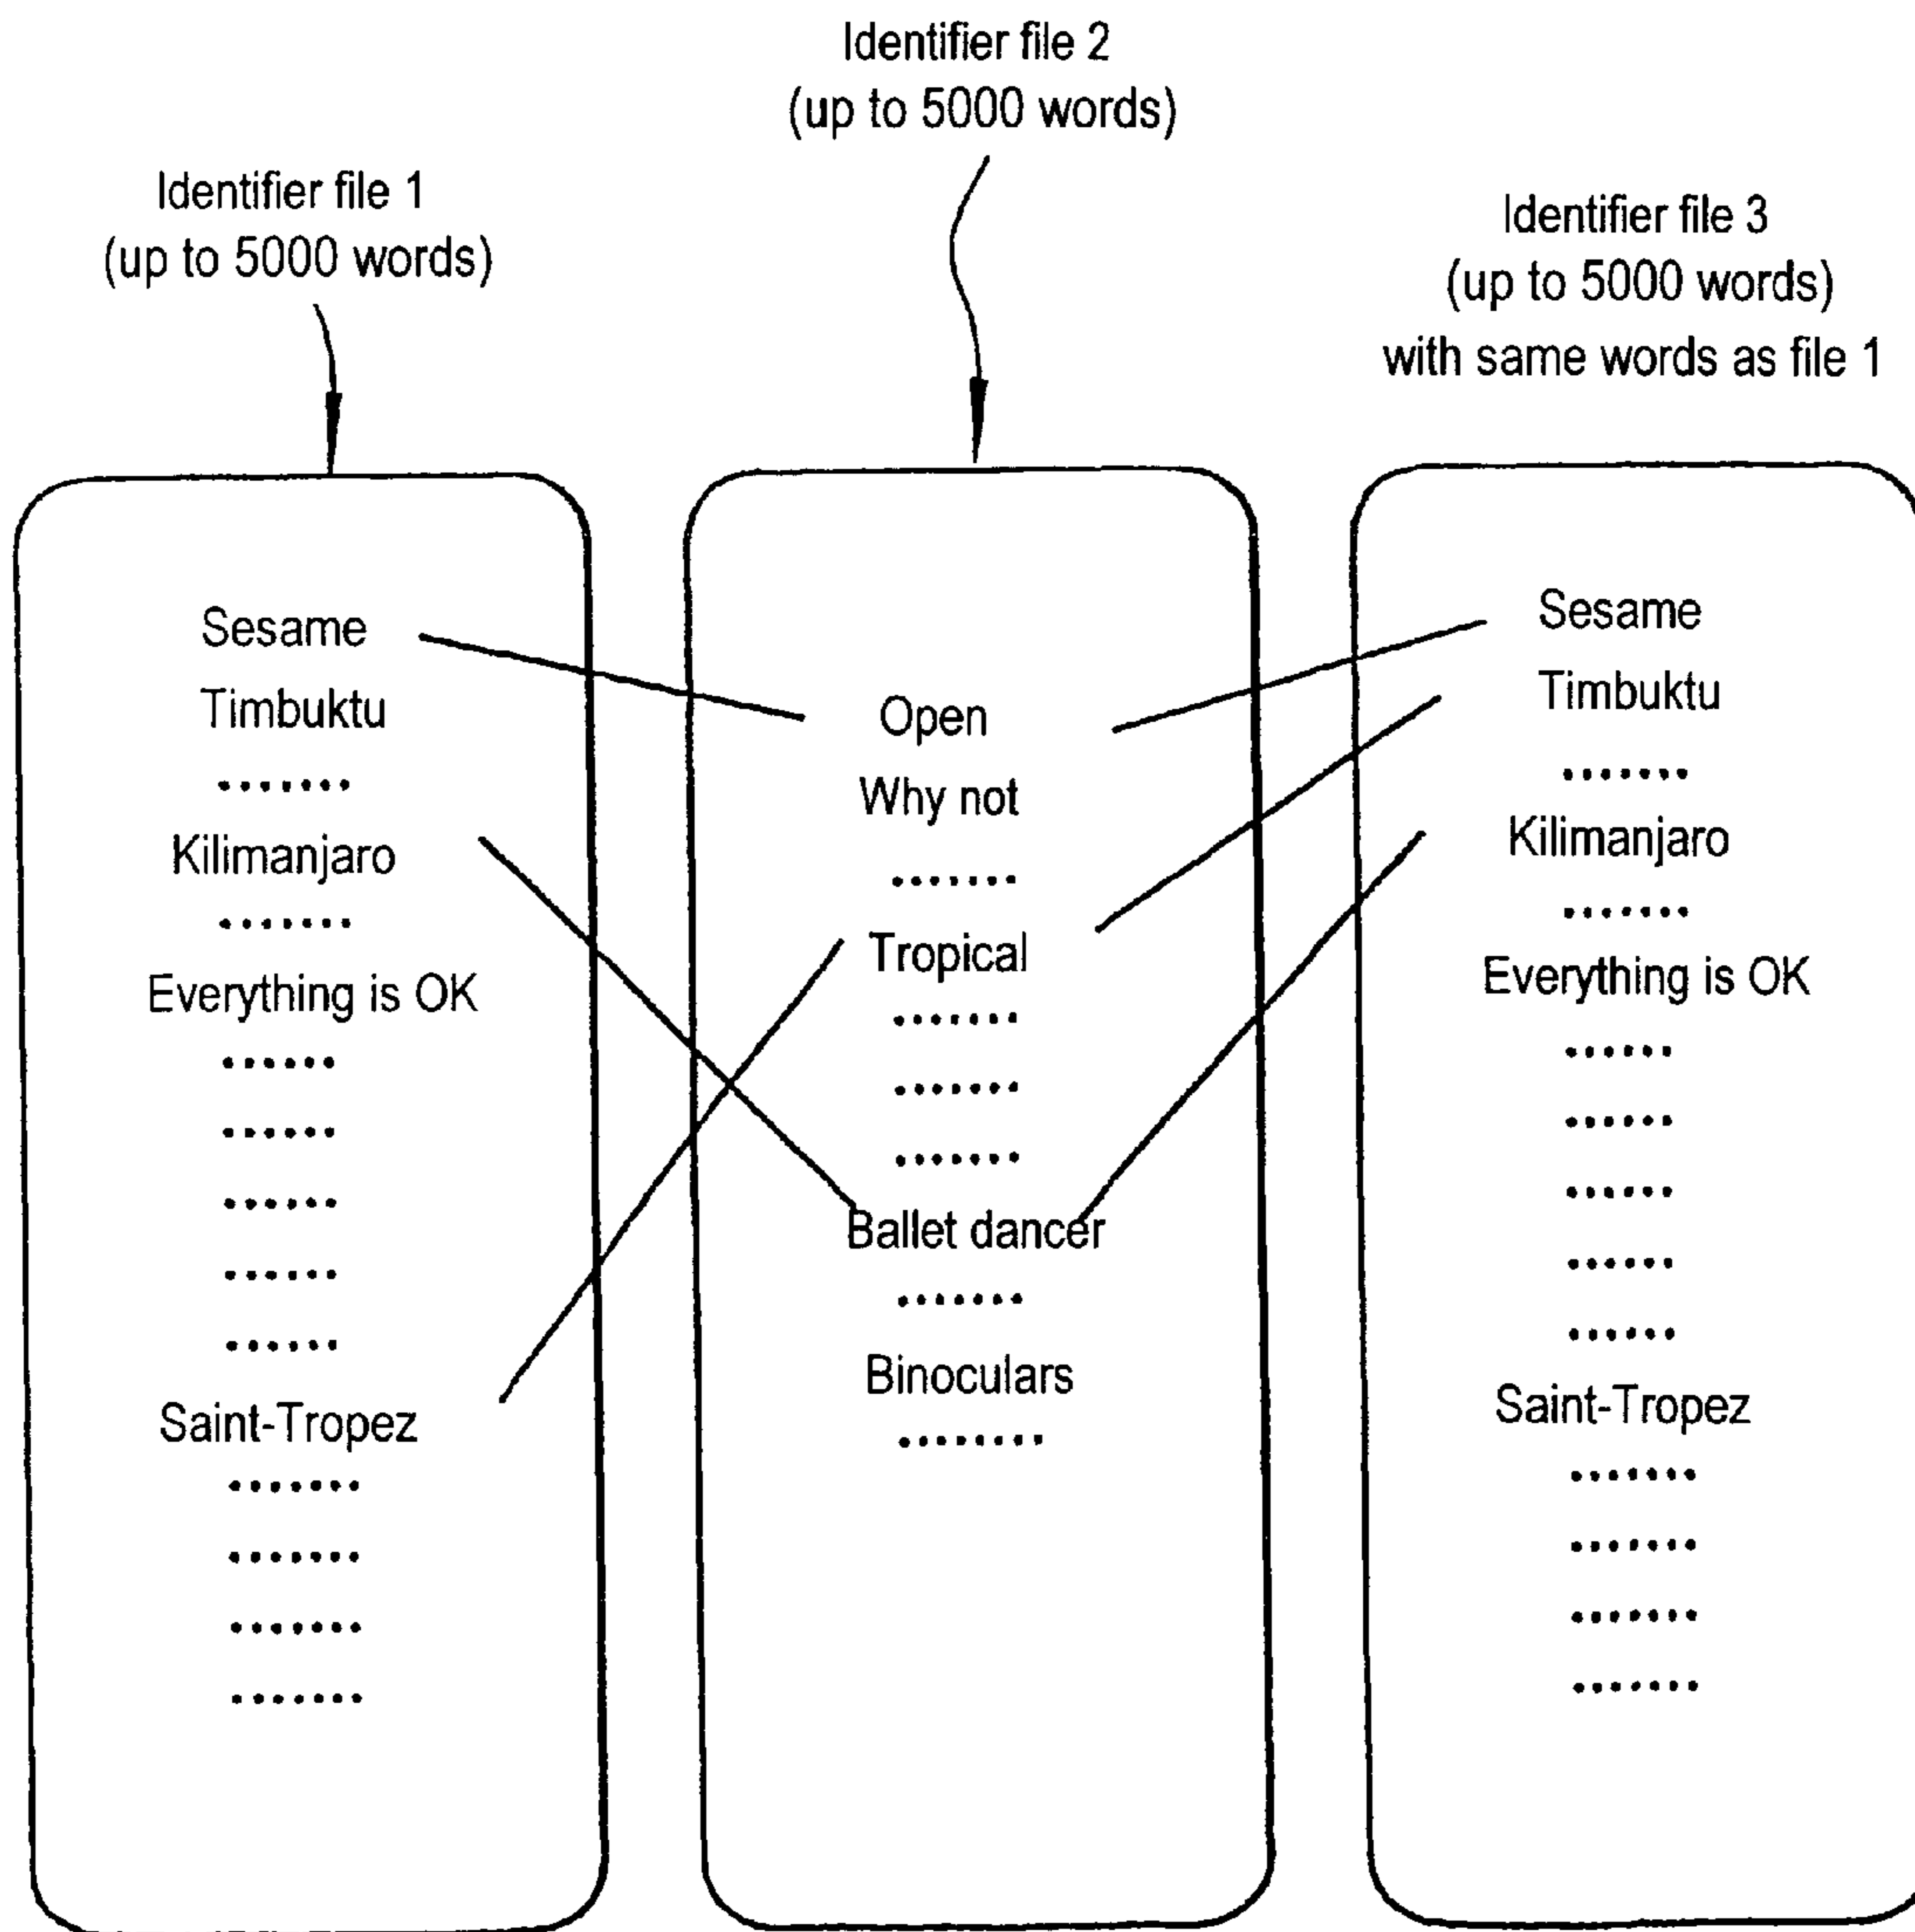 Identifier file 1
(up to 5000 words)
Sesame
Timbuktu
.......
Kilimanjaro
.......
Everything is OK
......
......
......
......
......
Saint-Tropez
.......
.......
.......
.......
Identifier file 2
(up to 5000 words)
Open
Why not
.......
Tropical
.......
.......
.......
Ballet dancer
.......
Binoculars
........
Identifier file 3
(up to 5000 words)
with same words as file 1
Sesame
Timbuktu
.......
Kilimanjaro
.......
Everything is OK
......
......
......
......
......
Saint-Tropez
.......
.......
.......
.......